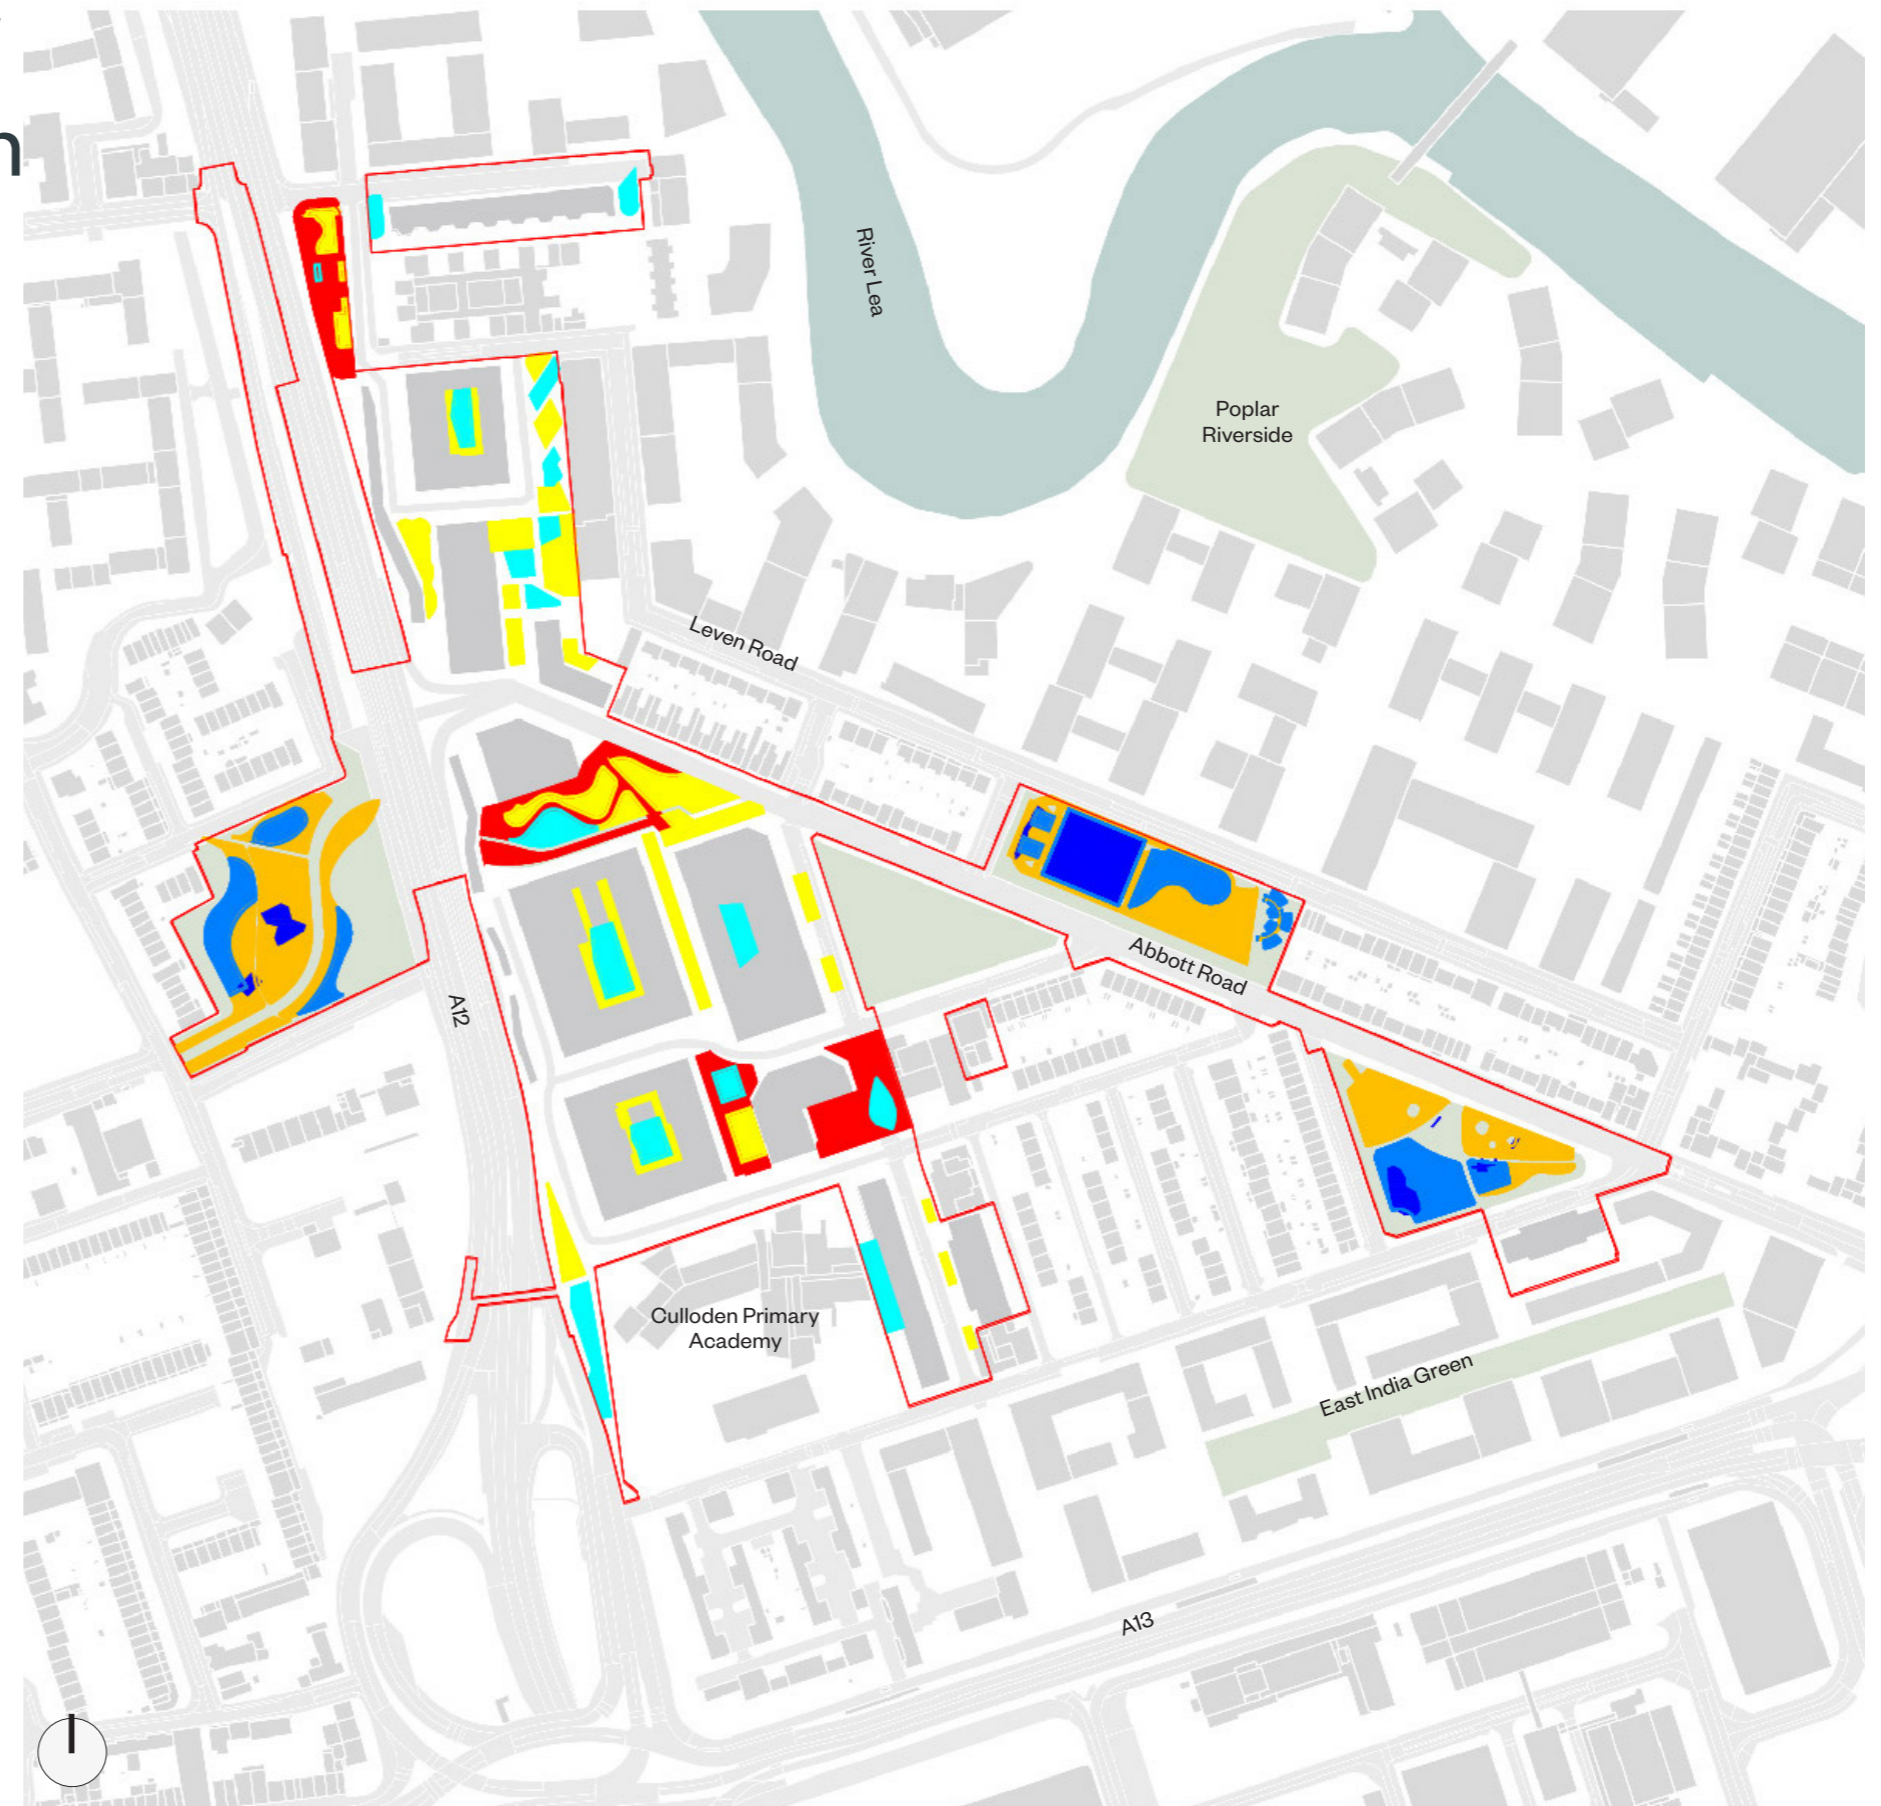 n
River Lea
Poplar
Riverside
Leven Road
Abbott Road
A12
Culloden Primary
Academy
East India Green
A13